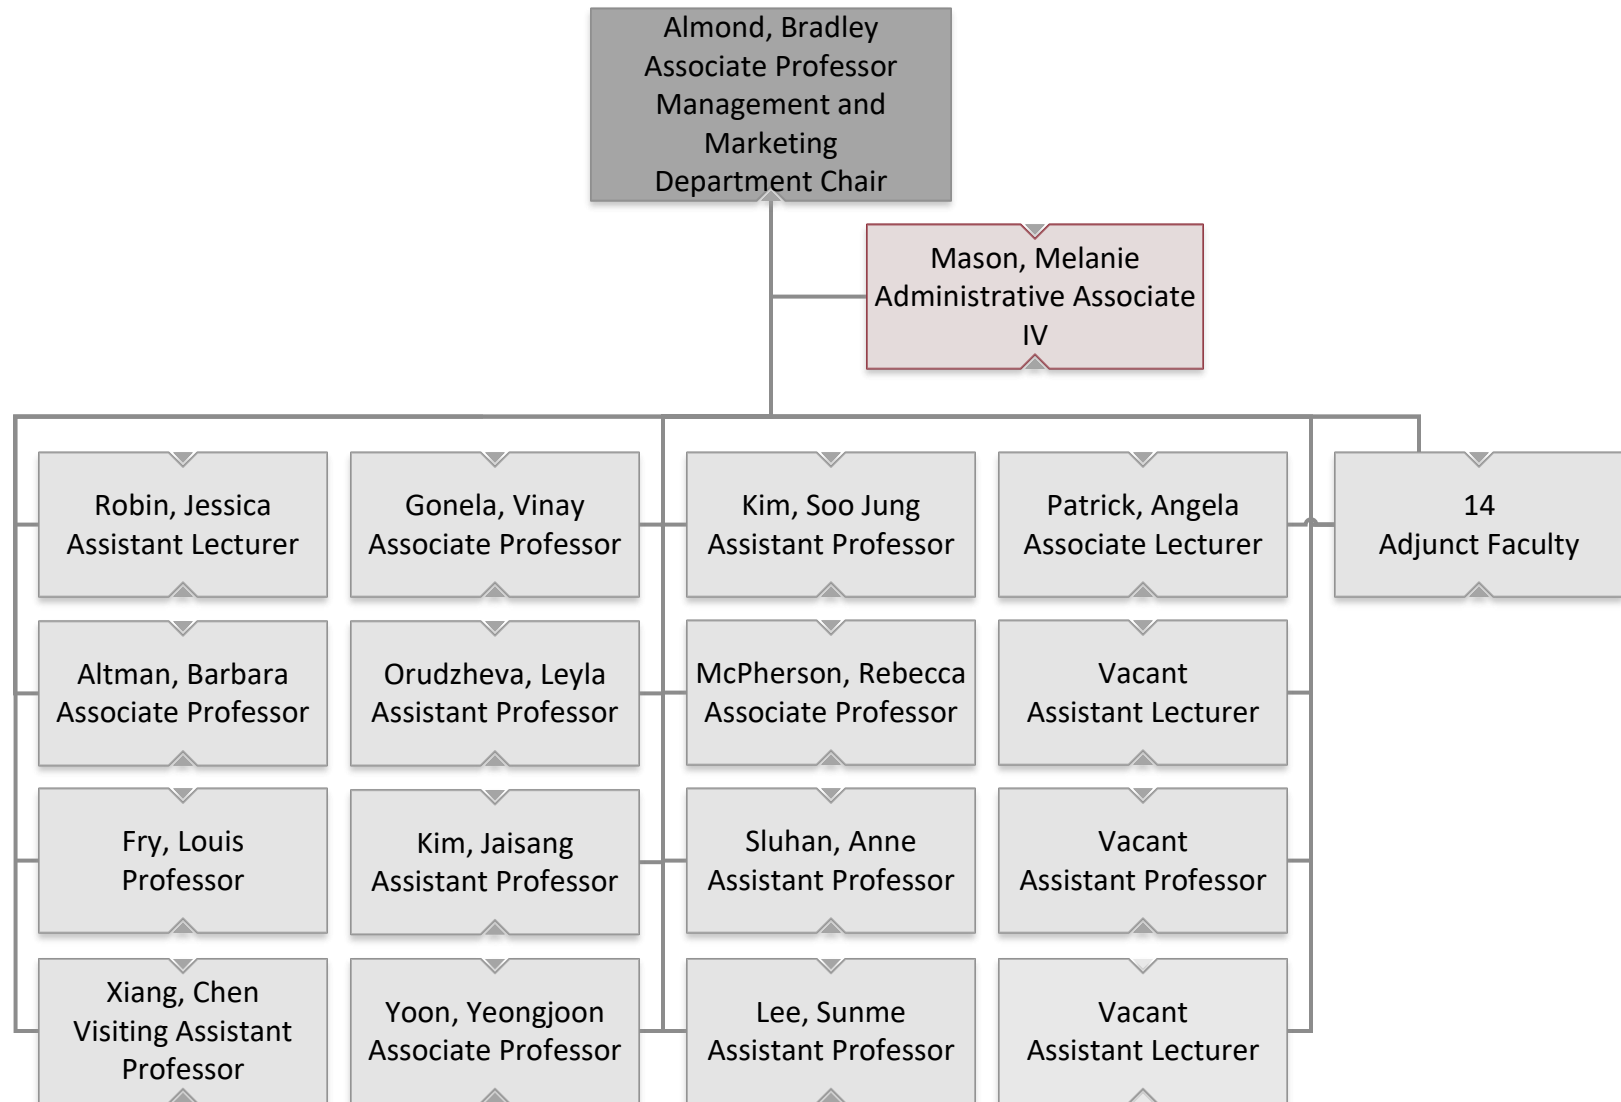 Almond, Bradley
Associate Professor
Management and
Marketing
Department Chair
Mason, Melanie
Administrative Associate
IV
Robin, Jessica
Assistant Lecturer
Gonela, Vinay
Associate Professor
Kim, Soo Jung
Assistant Professor
Patrick, Angela
Associate Lecturer
14
Adjunct Faculty
Altman, Barbara
Associate Professor
Orudzheva, Leyla
Assistant Professor
McPherson, Rebecca
Associate Professor
Vacant
Assistant Lecturer
Fry, Louis
Professor
Kim, Jaisang
Assistant Professor
Sluhan, Anne
Assistant Professor
Vacant
Assistant Professor
Xiang, Chen
Visiting Assistant
Professor
Yoon, Yeongjoon
Associate Professor
Lee, Sunme
Assistant Professor
Vacant
Assistant Lecturer